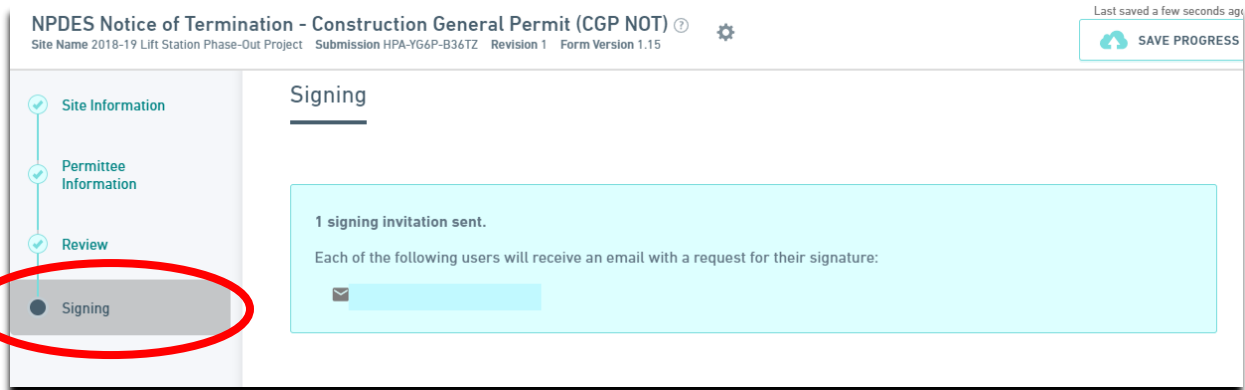 Last saved a few seconds ago
NPDES Notice of Termination - Construction General Permit (CGP NOT) ?
Site Name 2018-19 Lift Station Phase-Out Project Submission HPA-YG6P-B36TZ Revision 1 Form Version 1.15
SAVE PROGRESS
Site Information
Permittee
Information
Review
Signing
Signing
1 signing invitation sent.
Each of the following users will receive an email with a request for their signature: